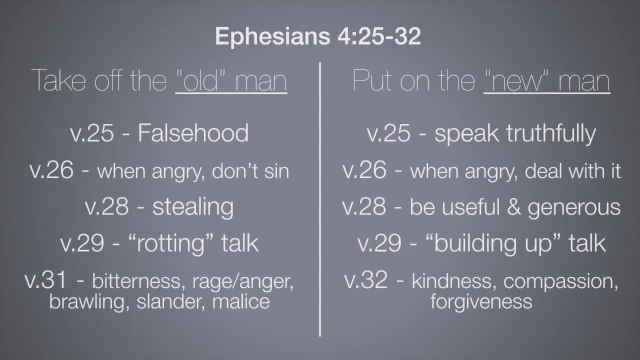 Ephesians 4:25-32
Take off the "old" man
v.25 - Falsehood
v.26 - when angry, don't sin
v.28 - stealing
v.29 - “rotting” talk
v.31 - bitterness, rage/anger,
brawling, slander, malice
Put on the "new" man
v.25 - speak truthfully
v.26 - when angry, deal with it
v.28 - be useful & generous
v.29 - “building up” talk
v.32 - kindness, compassion,
forgiveness